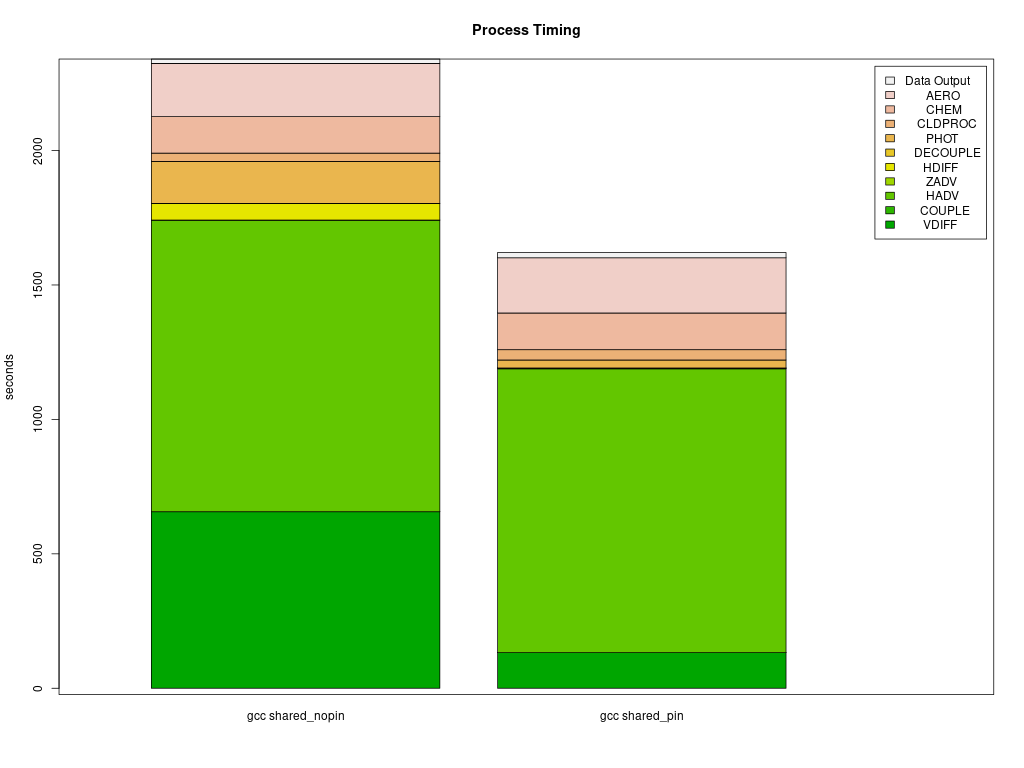 Process Timing
seconds
2000
1500
1000
500
0
Data Output
AERO
CHEM
CLDPROC
PHOT
DECOUPLE
HDIFF
ZADV
HADV
COUPLE
VDIFF
gcc shared_nopin
gcc shared_pin